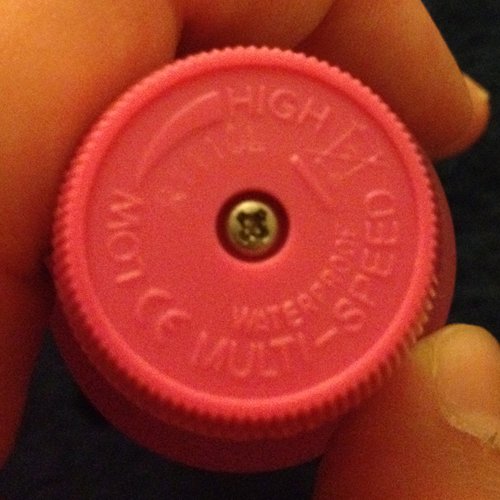 HIGH
LOW
CE
MULTI-SPEED
WATERPROOF